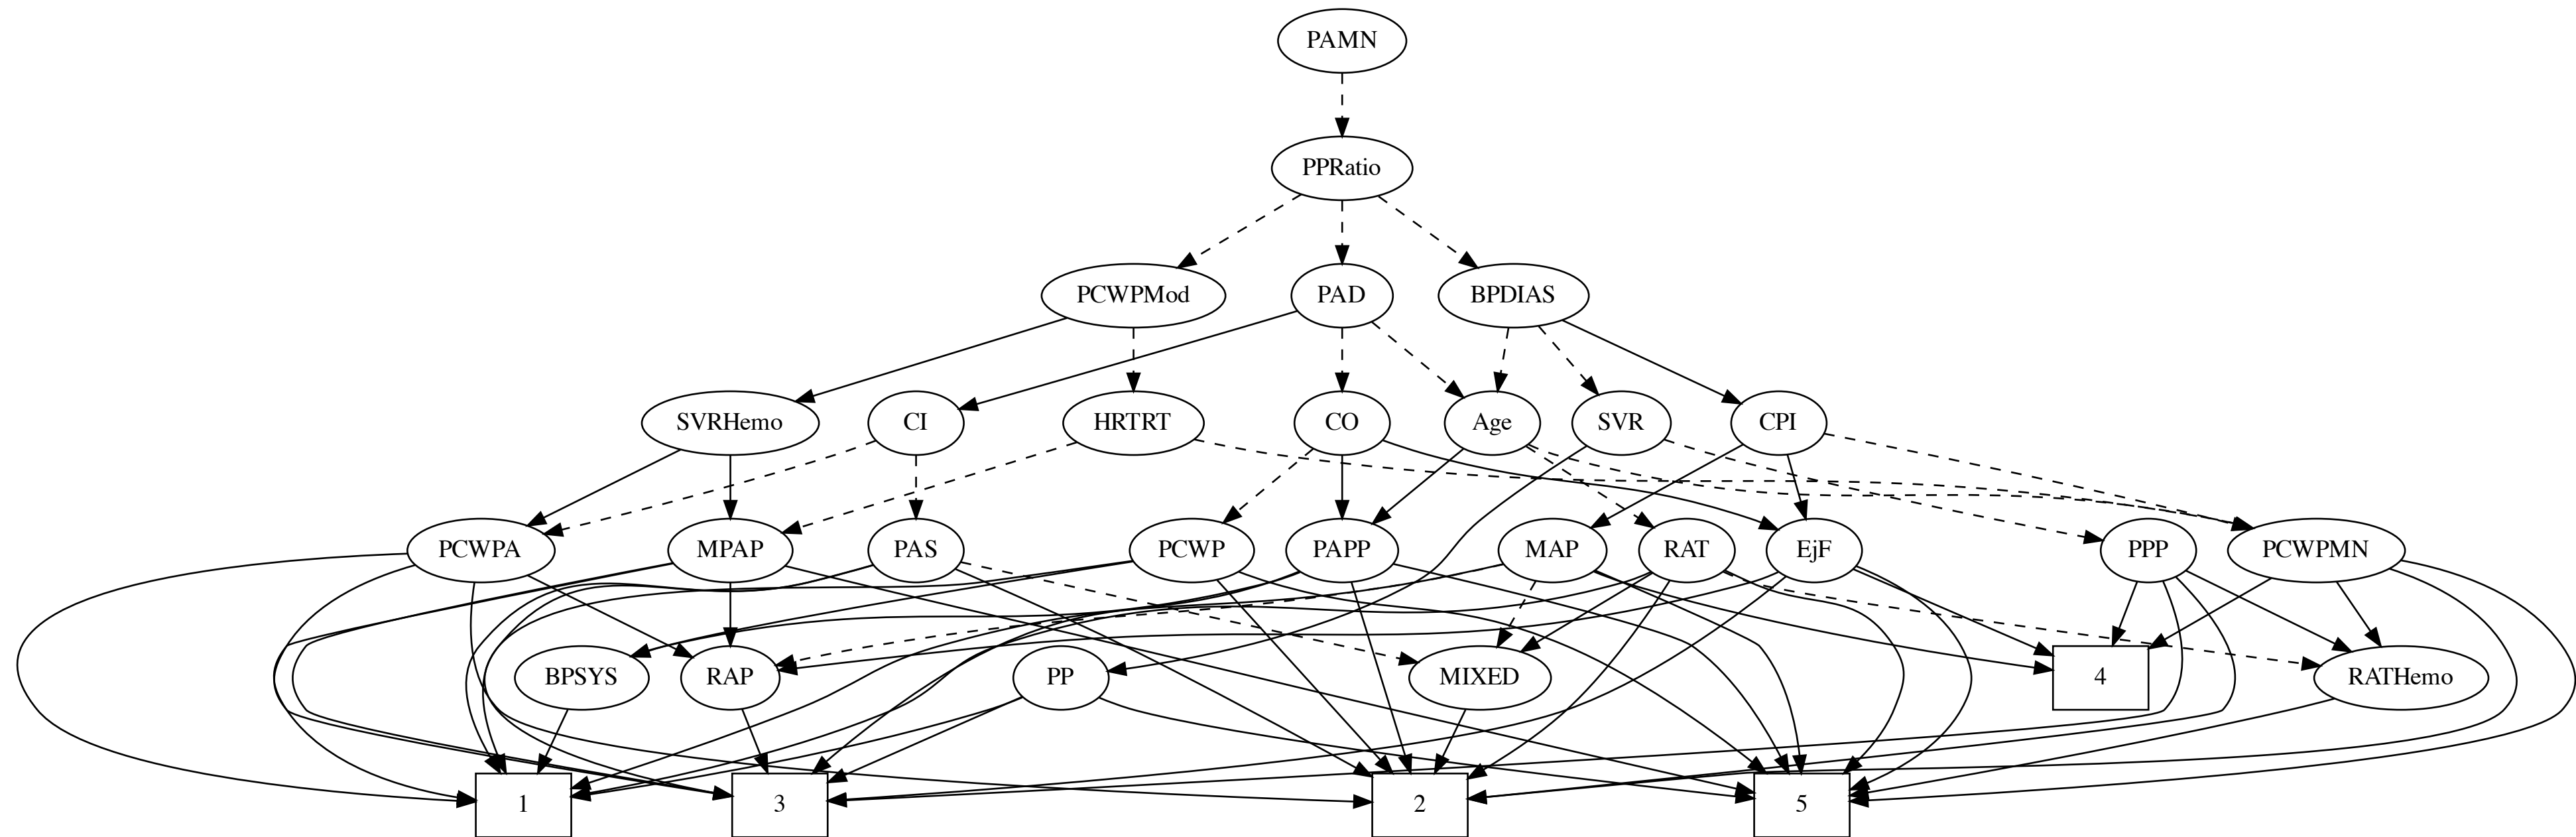 PAMN
PPRatio
PCWPMod PAD BPDIAS
SVRHemo CI HRTRT CO Age SVR CPI
PCWPA MPAP PAS PCWP PAPP MAP RAT EjF PPP PCWPMN
BPSYS RAP PP MIXED 4 RATHemo
1 3 2 5